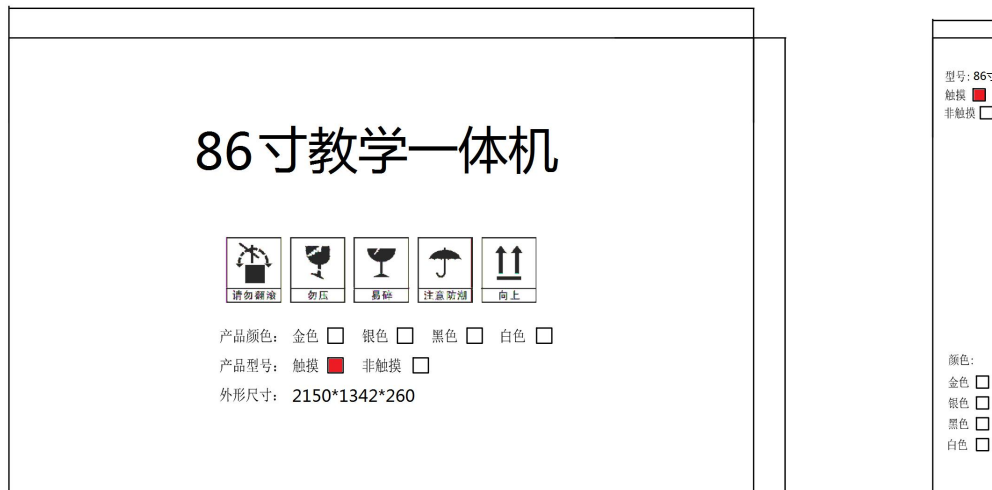 86寸教学一体机
请勿翻滚 勿压 易碎 注意防潮 向上
产品颜色： 金色 银色 黑色 白色
产品型号： 触摸 非触摸
外形尺寸： 2150*1342*260
型号: 86寸
触摸
非触摸
颜色:
金色
银色
黑色
白色